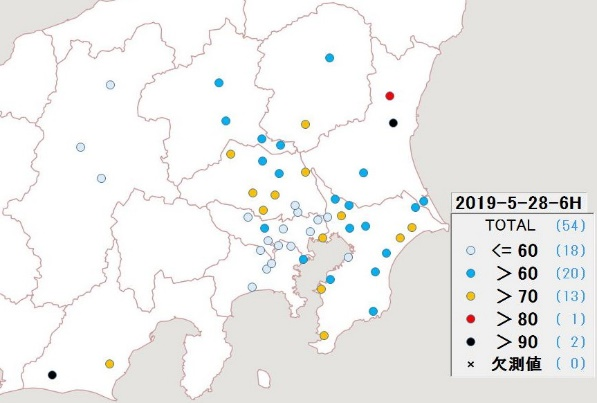 2019-5-28-6H
TOTAL (54)
<= 60 (18)
> 60 (20)
> 70 (13)
> 80 ( 1)
> 90 ( 2)
× 欠測値 ( 0)